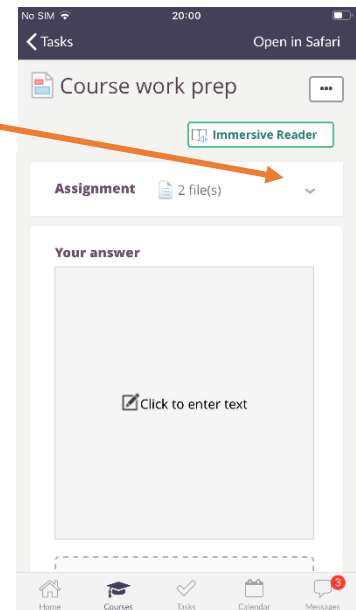 No SIM 20:00
Tasks Open in Safari
Course work prep
Immersive Reader
Assignment 2 file(s)
Your answer
Click to enter text
3
Home Courses Tasks Calendar Messages